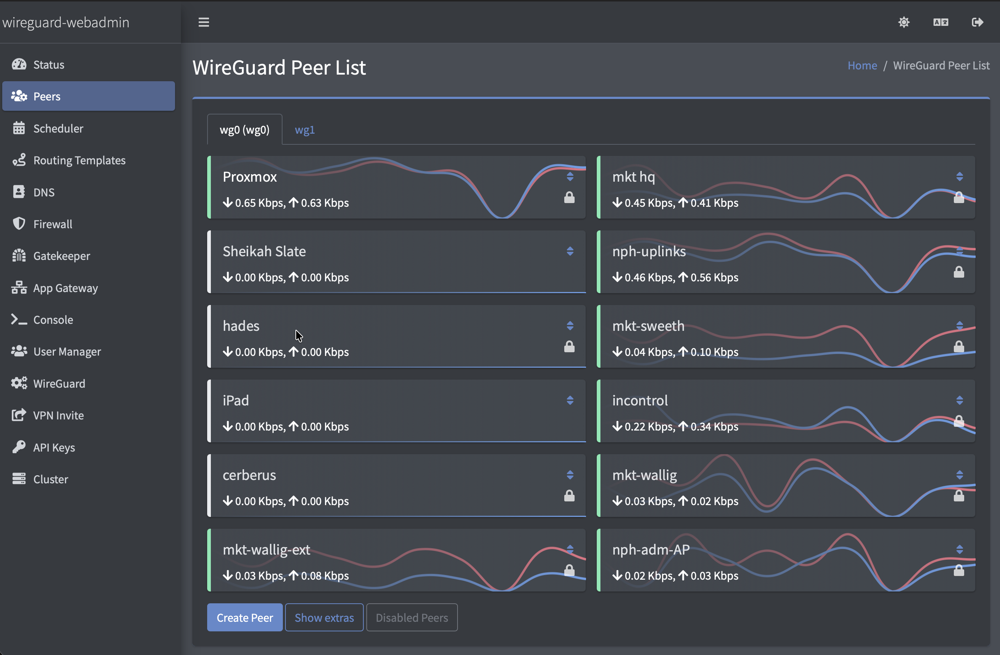 wireguard-webadmin
Status
Peers
Scheduler
Routing Templates
DNS
Firewall
Gatekeeper
App Gateway
Console
User Manager
WireGuard
VPN Invite
API Keys
Cluster
WireGuard Peer List
Home / WireGuard Peer List
wg0 (wg0)
wg1
Proxmox
0.65 Kbps, 0.63 Kbps
mkt hq
0.45 Kbps, 0.41 Kbps
Sheikah Slate
0.00 Kbps, 0.00 Kbps
nph-uplinks
0.46 Kbps, 0.56 Kbps
hades
0.00 Kbps, 0.00 Kbps
mkt-sweeth
0.04 Kbps, 0.10 Kbps
iPad
0.00 Kbps, 0.00 Kbps
incontrol
0.22 Kbps, 0.34 Kbps
cerberus
0.00 Kbps, 0.00 Kbps
mkt-wallig
0.03 Kbps, 0.02 Kbps
mkt-wallig-ext
0.03 Kbps, 0.08 Kbps
nph-adm-AP
0.02 Kbps, 0.03 Kbps
Create Peer
Show extras
Disabled Peers